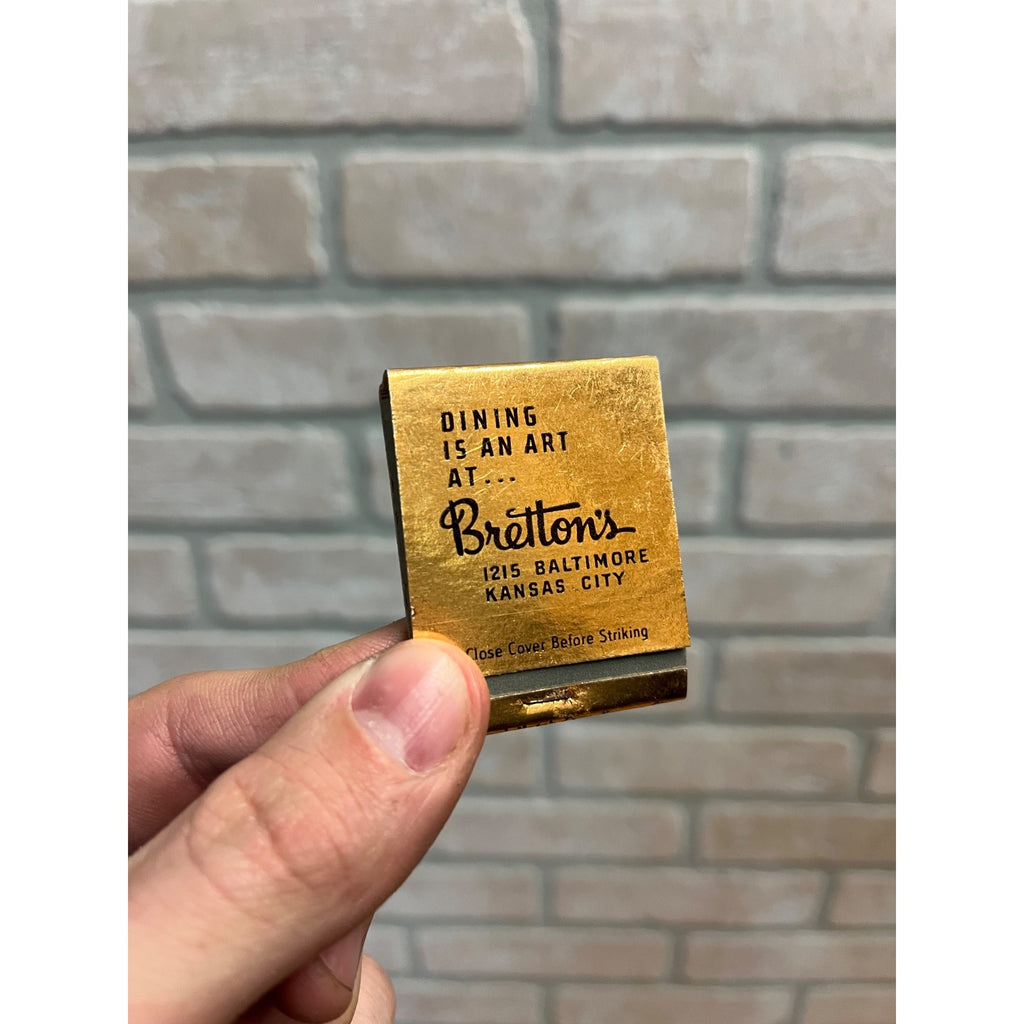 DINING
IS AN ART
AT...
Bretton's
1215 BALTIMORE
KANSAS CITY
Close Cover Before Striking